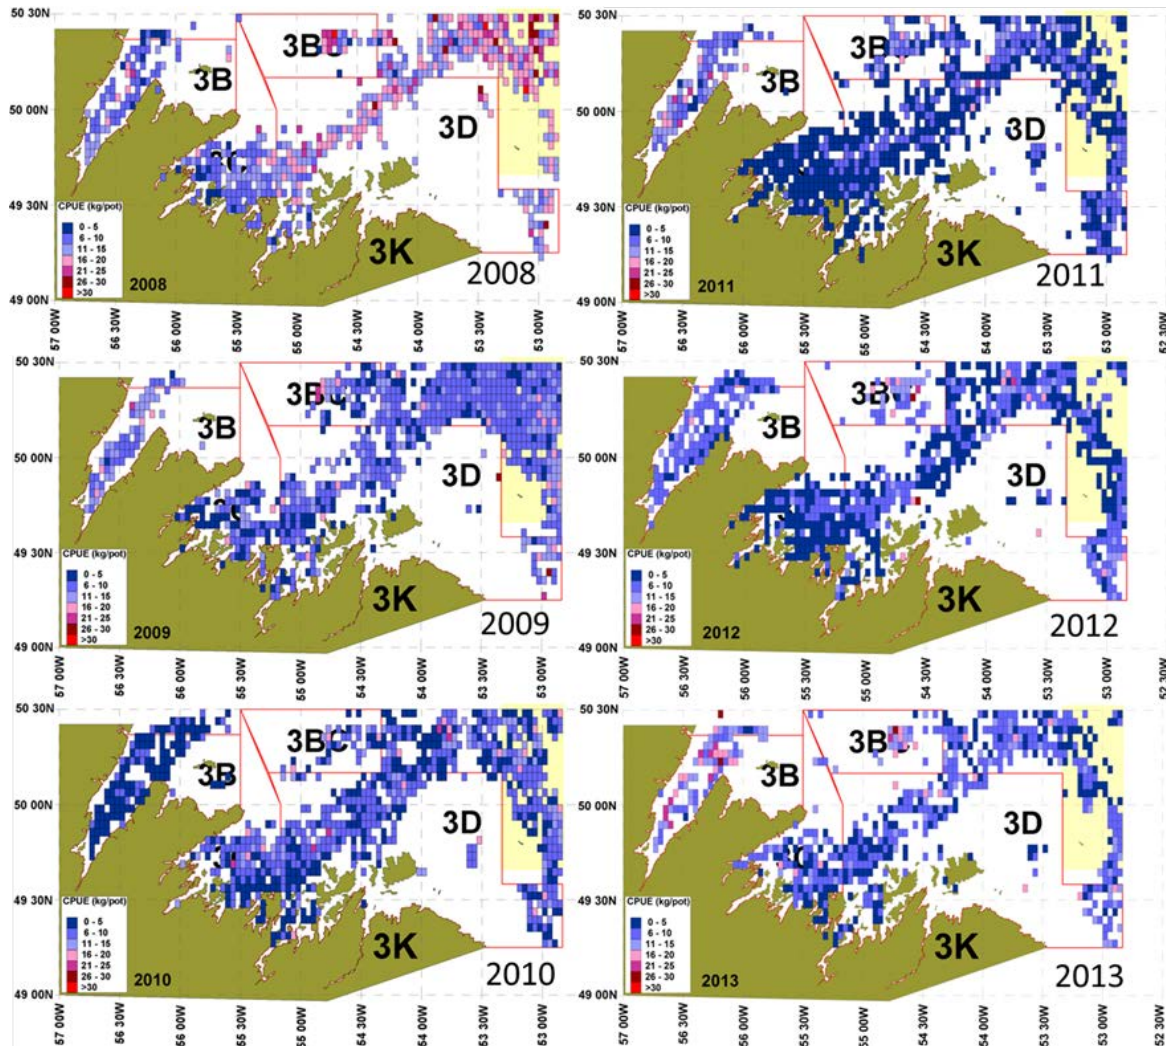 50 30N
50 00N
49 30N
49 00N
3B
3D
3K
CPUE (kg/pot)
0 - 5
6 - 10
11 - 15
16 - 20
21 - 25
26 - 30
>30
2008
2008
57 00W
56 30W
56 00W
55 30W
55 00W
54 30W
54 00W
53 30W
53 00W
50 30N
50 00N
49 30N
49 00N
3B
3D
3K
CPUE (kg/pot)
0 - 5
6 - 10
11 - 15
16 - 20
21 - 25
26 - 30
>30
2011
2011
57 00W
56 30W
56 00W
55 30W
55 00W
54 30W
54 00W
53 30W
53 00W
52 30W
50 30N
50 00N
49 30N
49 00N
3B
3D
3K
CPUE (kg/pot)
0 - 5
6 - 10
11 - 15
16 - 20
21 - 25
26 - 30
>30
2009
2009
57 00W
56 30W
56 00W
55 30W
55 00W
54 30W
54 00W
53 30W
53 00W
50 30N
50 00N
49 30N
49 00N
3B
3D
3K
CPUE (kg/pot)
0 - 5
6 - 10
11 - 15
16 - 20
21 - 25
26 - 30
>30
2012
2012
57 00W
56 30W
56 00W
55 30W
55 00W
54 30W
54 00W
53 30W
53 00W
52 30W
50 30N
50 00N
49 30N
49 00N
3BC
3B
3D
3K
CPUE (kg/pot)
0 - 5
6 - 10
11 - 15
16 - 20
21 - 25
26 - 30
>30
2010
2010
57 00W
56 30W
56 00W
55 30W
55 00W
54 30W
54 00W
53 30W
53 00W
50 30N
50 00N
49 30N
49 00N
3B
3D
3K
CPUE (kg/pot)
0 - 5
6 - 10
11 - 15
16 - 20
21 - 25
26 - 30
>30
2013
2013
57 00W
56 30W
56 00W
55 30W
55 00W
54 30W
54 00W
53 30W
53 00W
52 30W